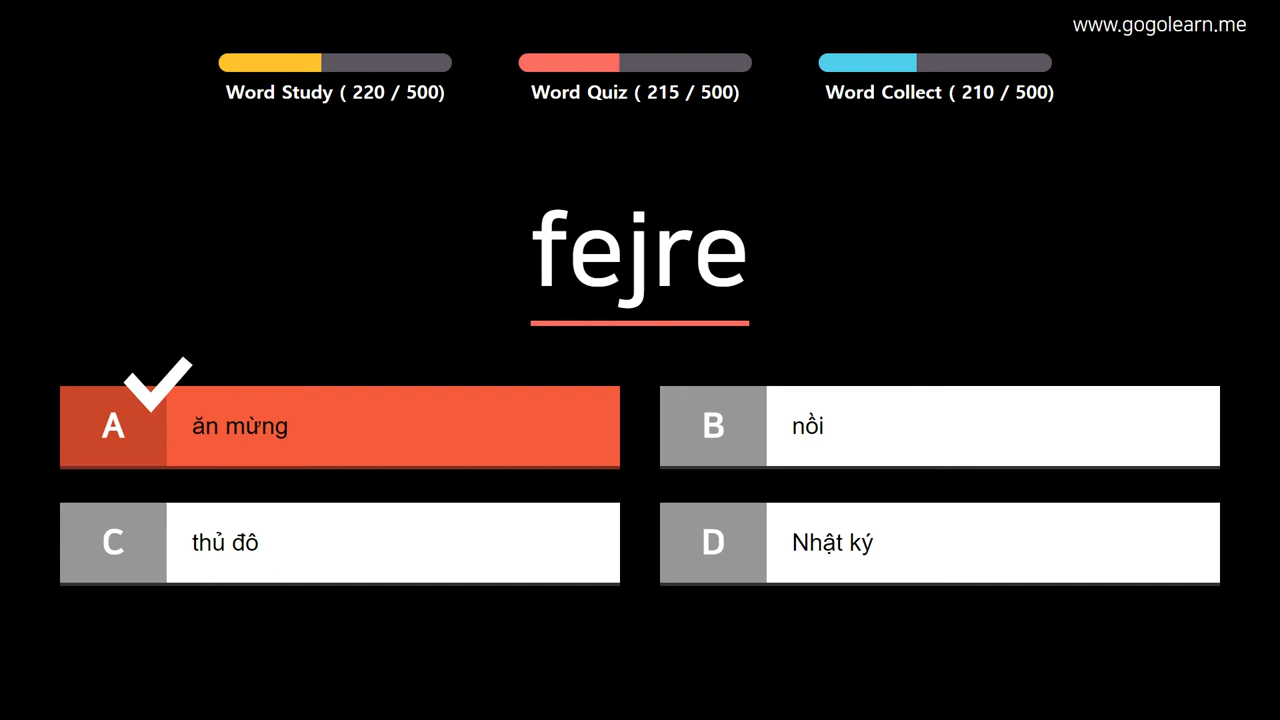 www.gogolearn.me
Word Study ( 220 / 500)
Word Quiz ( 215 / 500)
Word Collect ( 210 / 500)
fejre
A ăn mừng
B nồi
C thủ đô
D Nhật ký